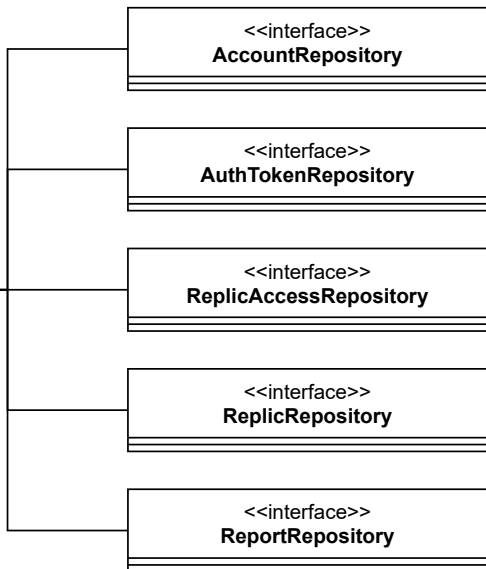 <<interface>>
AccountRepository
<<interface>>
AuthTokenRepository
<<interface>>
ReplicAccessRepository
<<interface>>
ReplicRepository
<<interface>>
ReportRepository